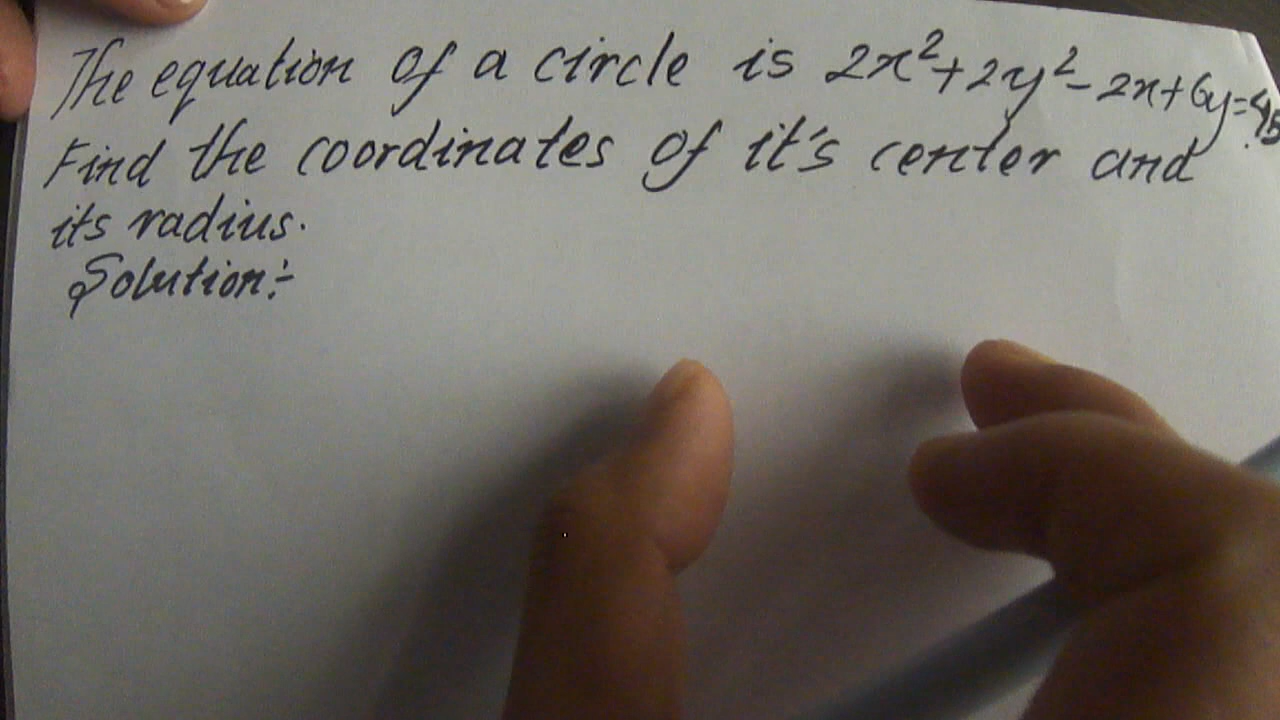 The equation of a circle is 2x²+2y²-2x+6y=45.
Find the coordinates of it's center and
its radius.
Solution:-